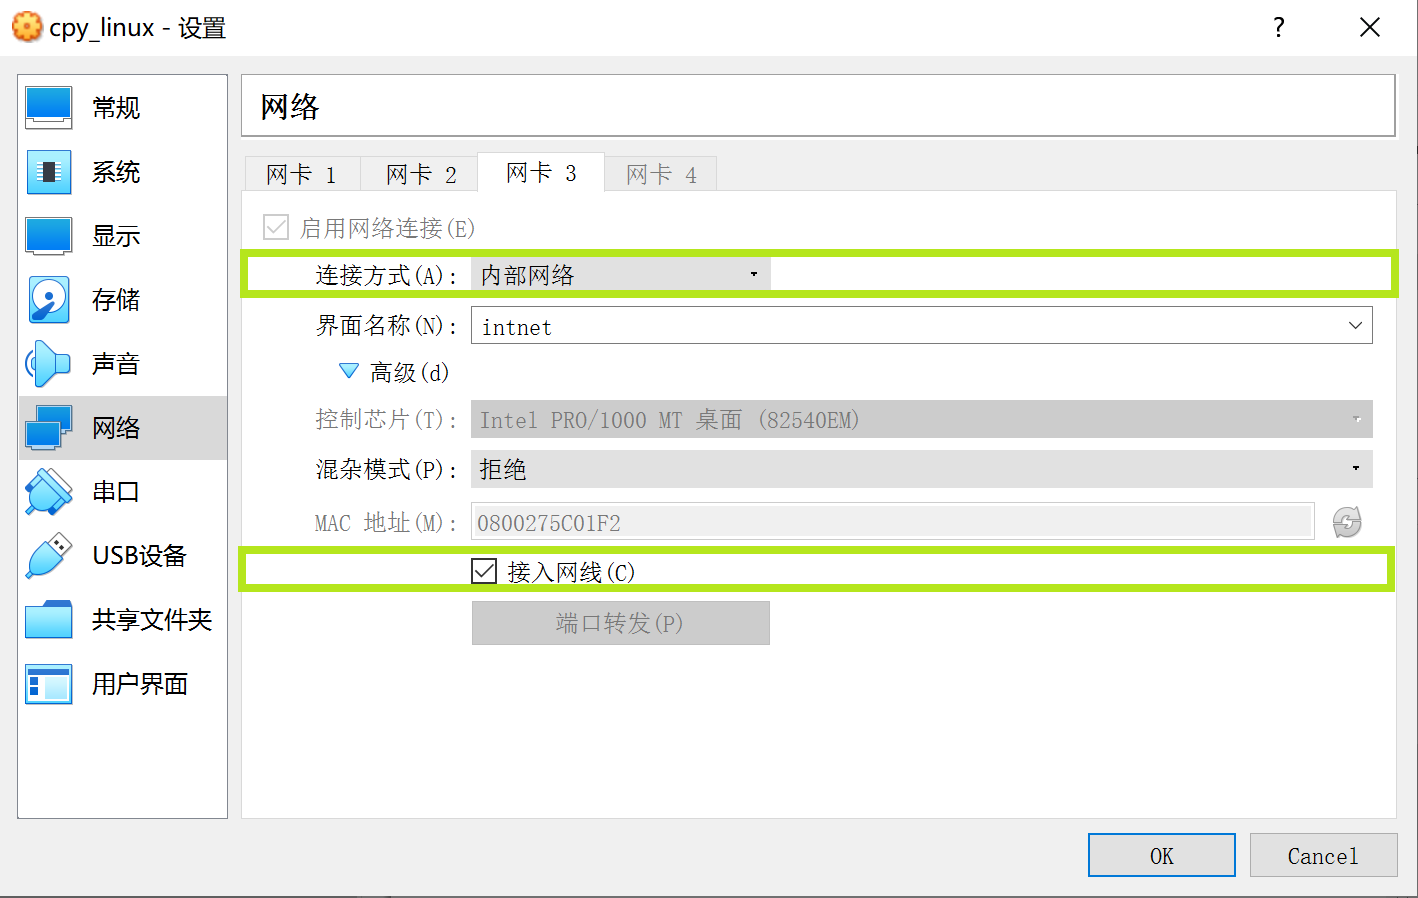 cpy_linux - 设置
?
常规
系统
显示
存储
声音
网络
串口
USB设备
共享文件夹
用户界面
网络
网卡 1 网卡 2 网卡 3 网卡 4
启用网络连接(E)
连接方式(A): 内部网络
界面名称(N): intnet
高级(d)
控制芯片(T): Intel PRO/1000 MT 桌面 (82540EM)
混杂模式(P): 拒绝
MAC 地址(M): 0800275C01F2
接入网线(C)
端口转发(P)
OK Cancel